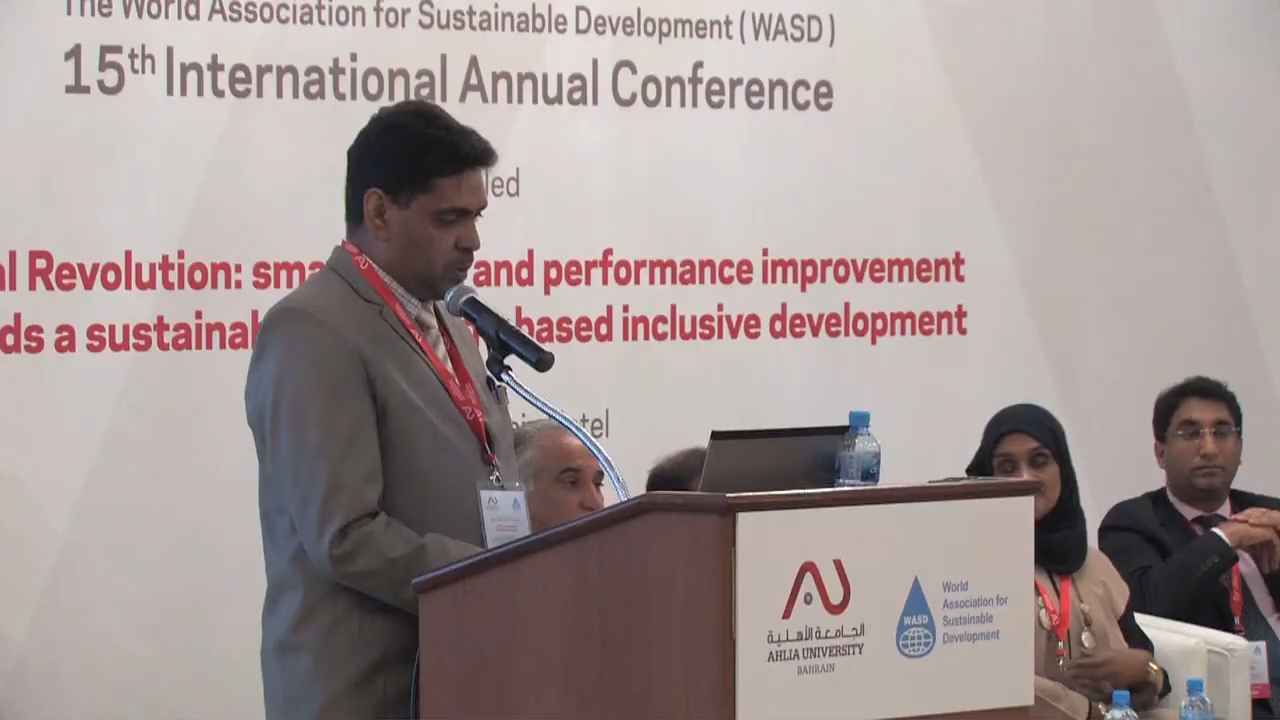 The World Association for Sustainable Development ( WASD )
15th International Annual Conference
led
al Revolution: sma and performance improvement
ds a sustainab based inclusive development
tel
الجامعة الأهلية
AHLIA UNIVERSITY
BAHRAIN
WASD
World
Association for
Sustainable
Development